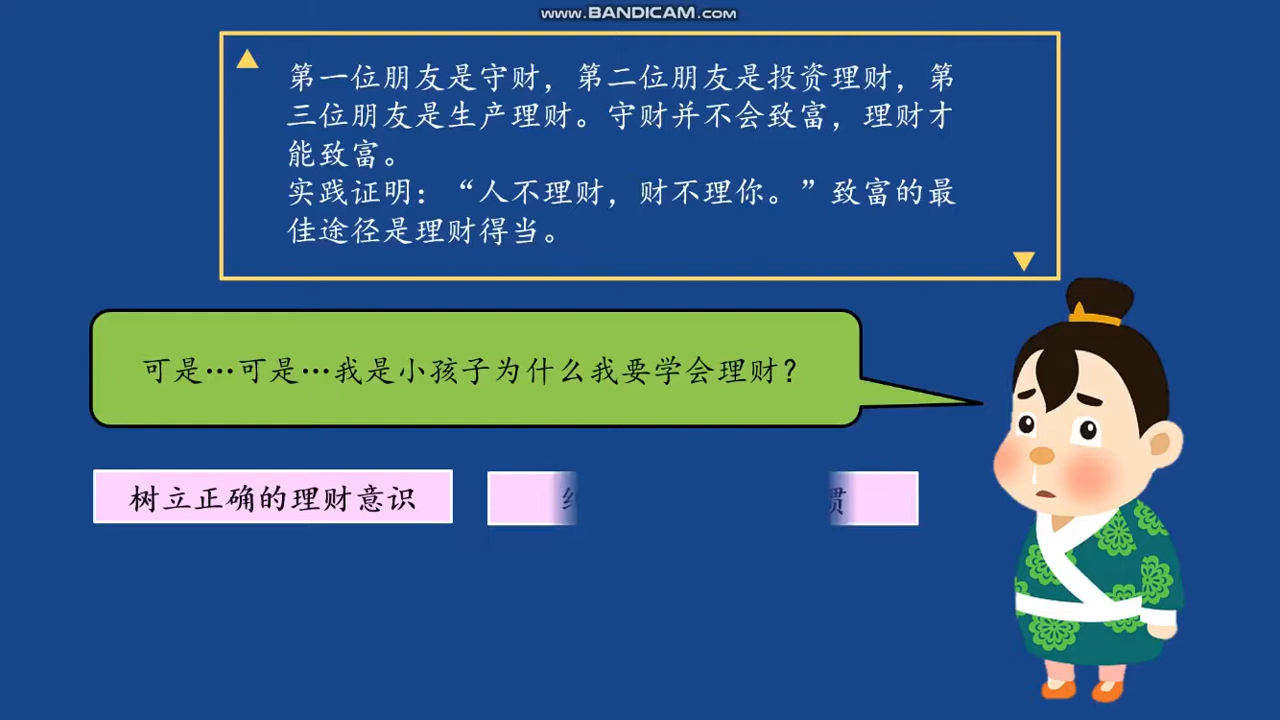 www.BANDICAM.com
第一位朋友是守财，第二位朋友是投资理财，第
三位朋友是生产理财。守财并不会致富，理财才
能致富。
实践证明：“人不理财，财不理你。”致富的最
佳途径是理财得当。
可是…可是…我是小孩子为什么我要学会理财？
树立正确的理财意识